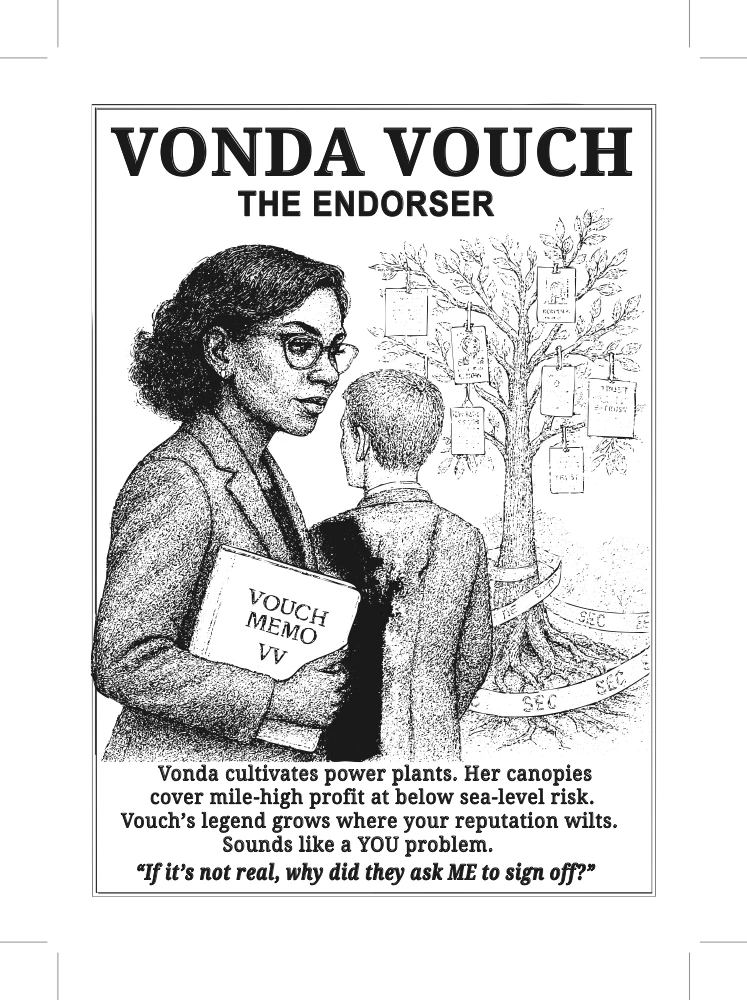 VONDA VOUCH
THE ENDORSER
TRUST
TRUST
VOUCH
MEMO
VV
SEC
SEC
SEC
Vonda cultivates power plants. Her canopies
cover mile-high profit at below sea-level risk.
Vouch’s legend grows where your reputation wilts.
Sounds like a YOU problem.
“If it’s not real, why did they ask ME to sign off?”